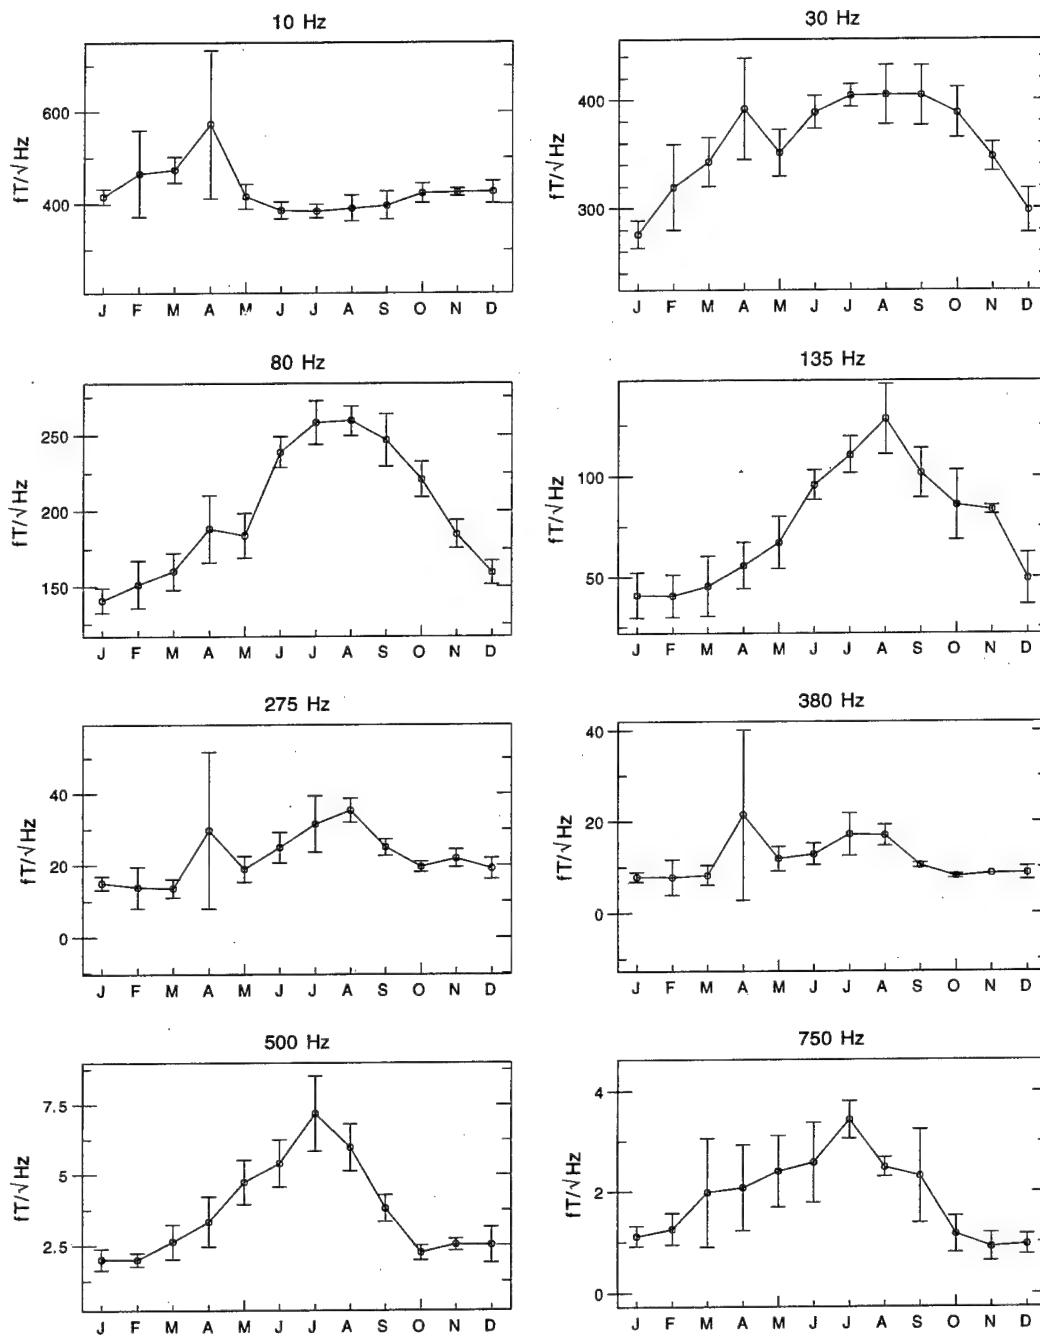 10 Hz
fT/√Hz
600
400
J F M A M J J A S O N D
30 Hz
fT/√Hz
400
300
J F M A M J J A S O N D
80 Hz
fT/√Hz
250
200
150
J F M A M J J A S O N D
135 Hz
fT/√Hz
100
50
J F M A M J J A S O N D
275 Hz
fT/√Hz
40
20
0
J F M A M J J A S O N D
380 Hz
fT/√Hz
40
20
0
J F M A M J J A S O N D
500 Hz
fT/√Hz
7.5
5
2.5
J F M A M J J A S O N D
750 Hz
fT/√Hz
4
2
0
J F M A M J J A S O N D